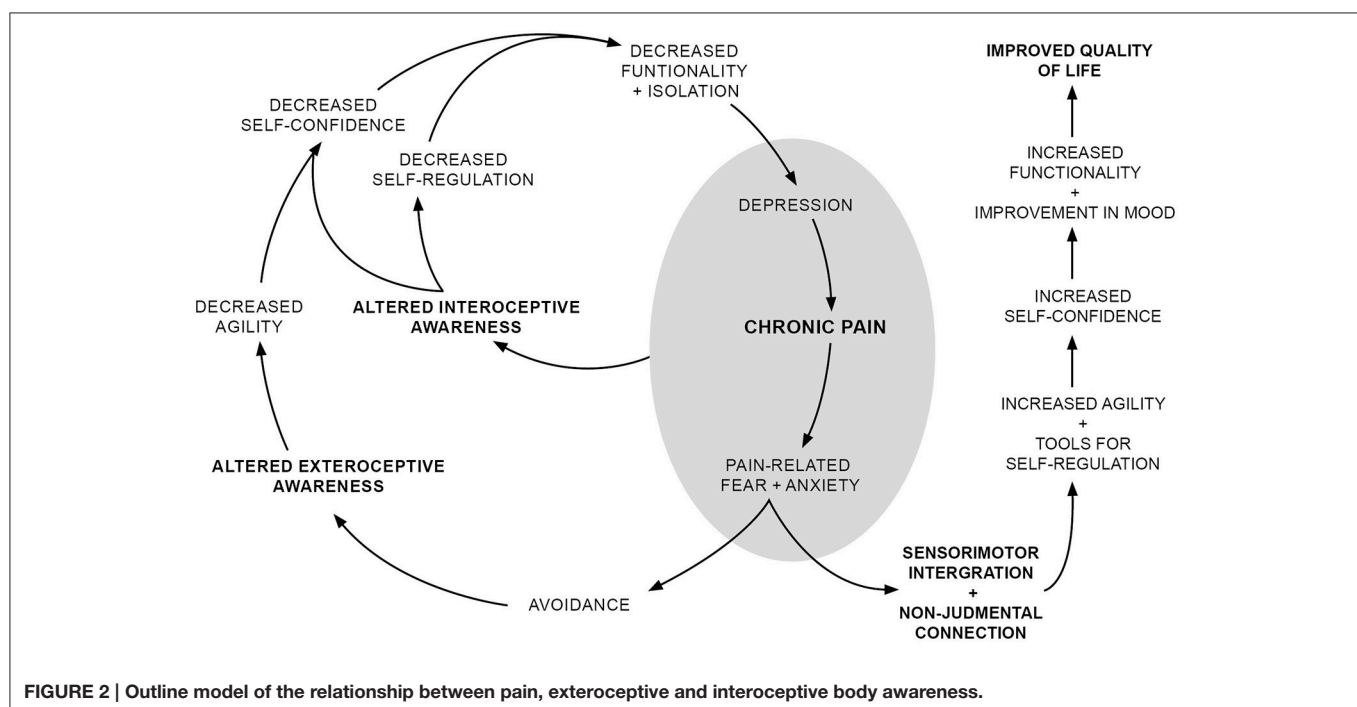 DECREASED
FUNTIONALITY
+ ISOLATION
DEPRESSION
CHRONIC PAIN
PAIN-RELATED
FEAR + ANXIETY
AVOIDANCE
ALTERED EXTEROCEPTIVE
AWARENESS
DECREASED
AGILITY
DECREASED
SELF-CONFIDENCE
ALTERED INTEROCEPTIVE
AWARENESS
DECREASED
SELF-REGULATION
SENSORIMOTOR
INTERGRATION
+
NON-JUDMENTAL
CONNECTION
INCREASED AGILITY
+
TOOLS FOR
SELF-REGULATION
INCREASED
SELF-CONFIDENCE
INCREASED
FUNCTIONALITY
+
IMPROVEMENT IN MOOD
IMPROVED QUALITY
OF LIFE
FIGURE 2 | Outline model of the relationship between pain, exteroceptive and interoceptive body awareness.